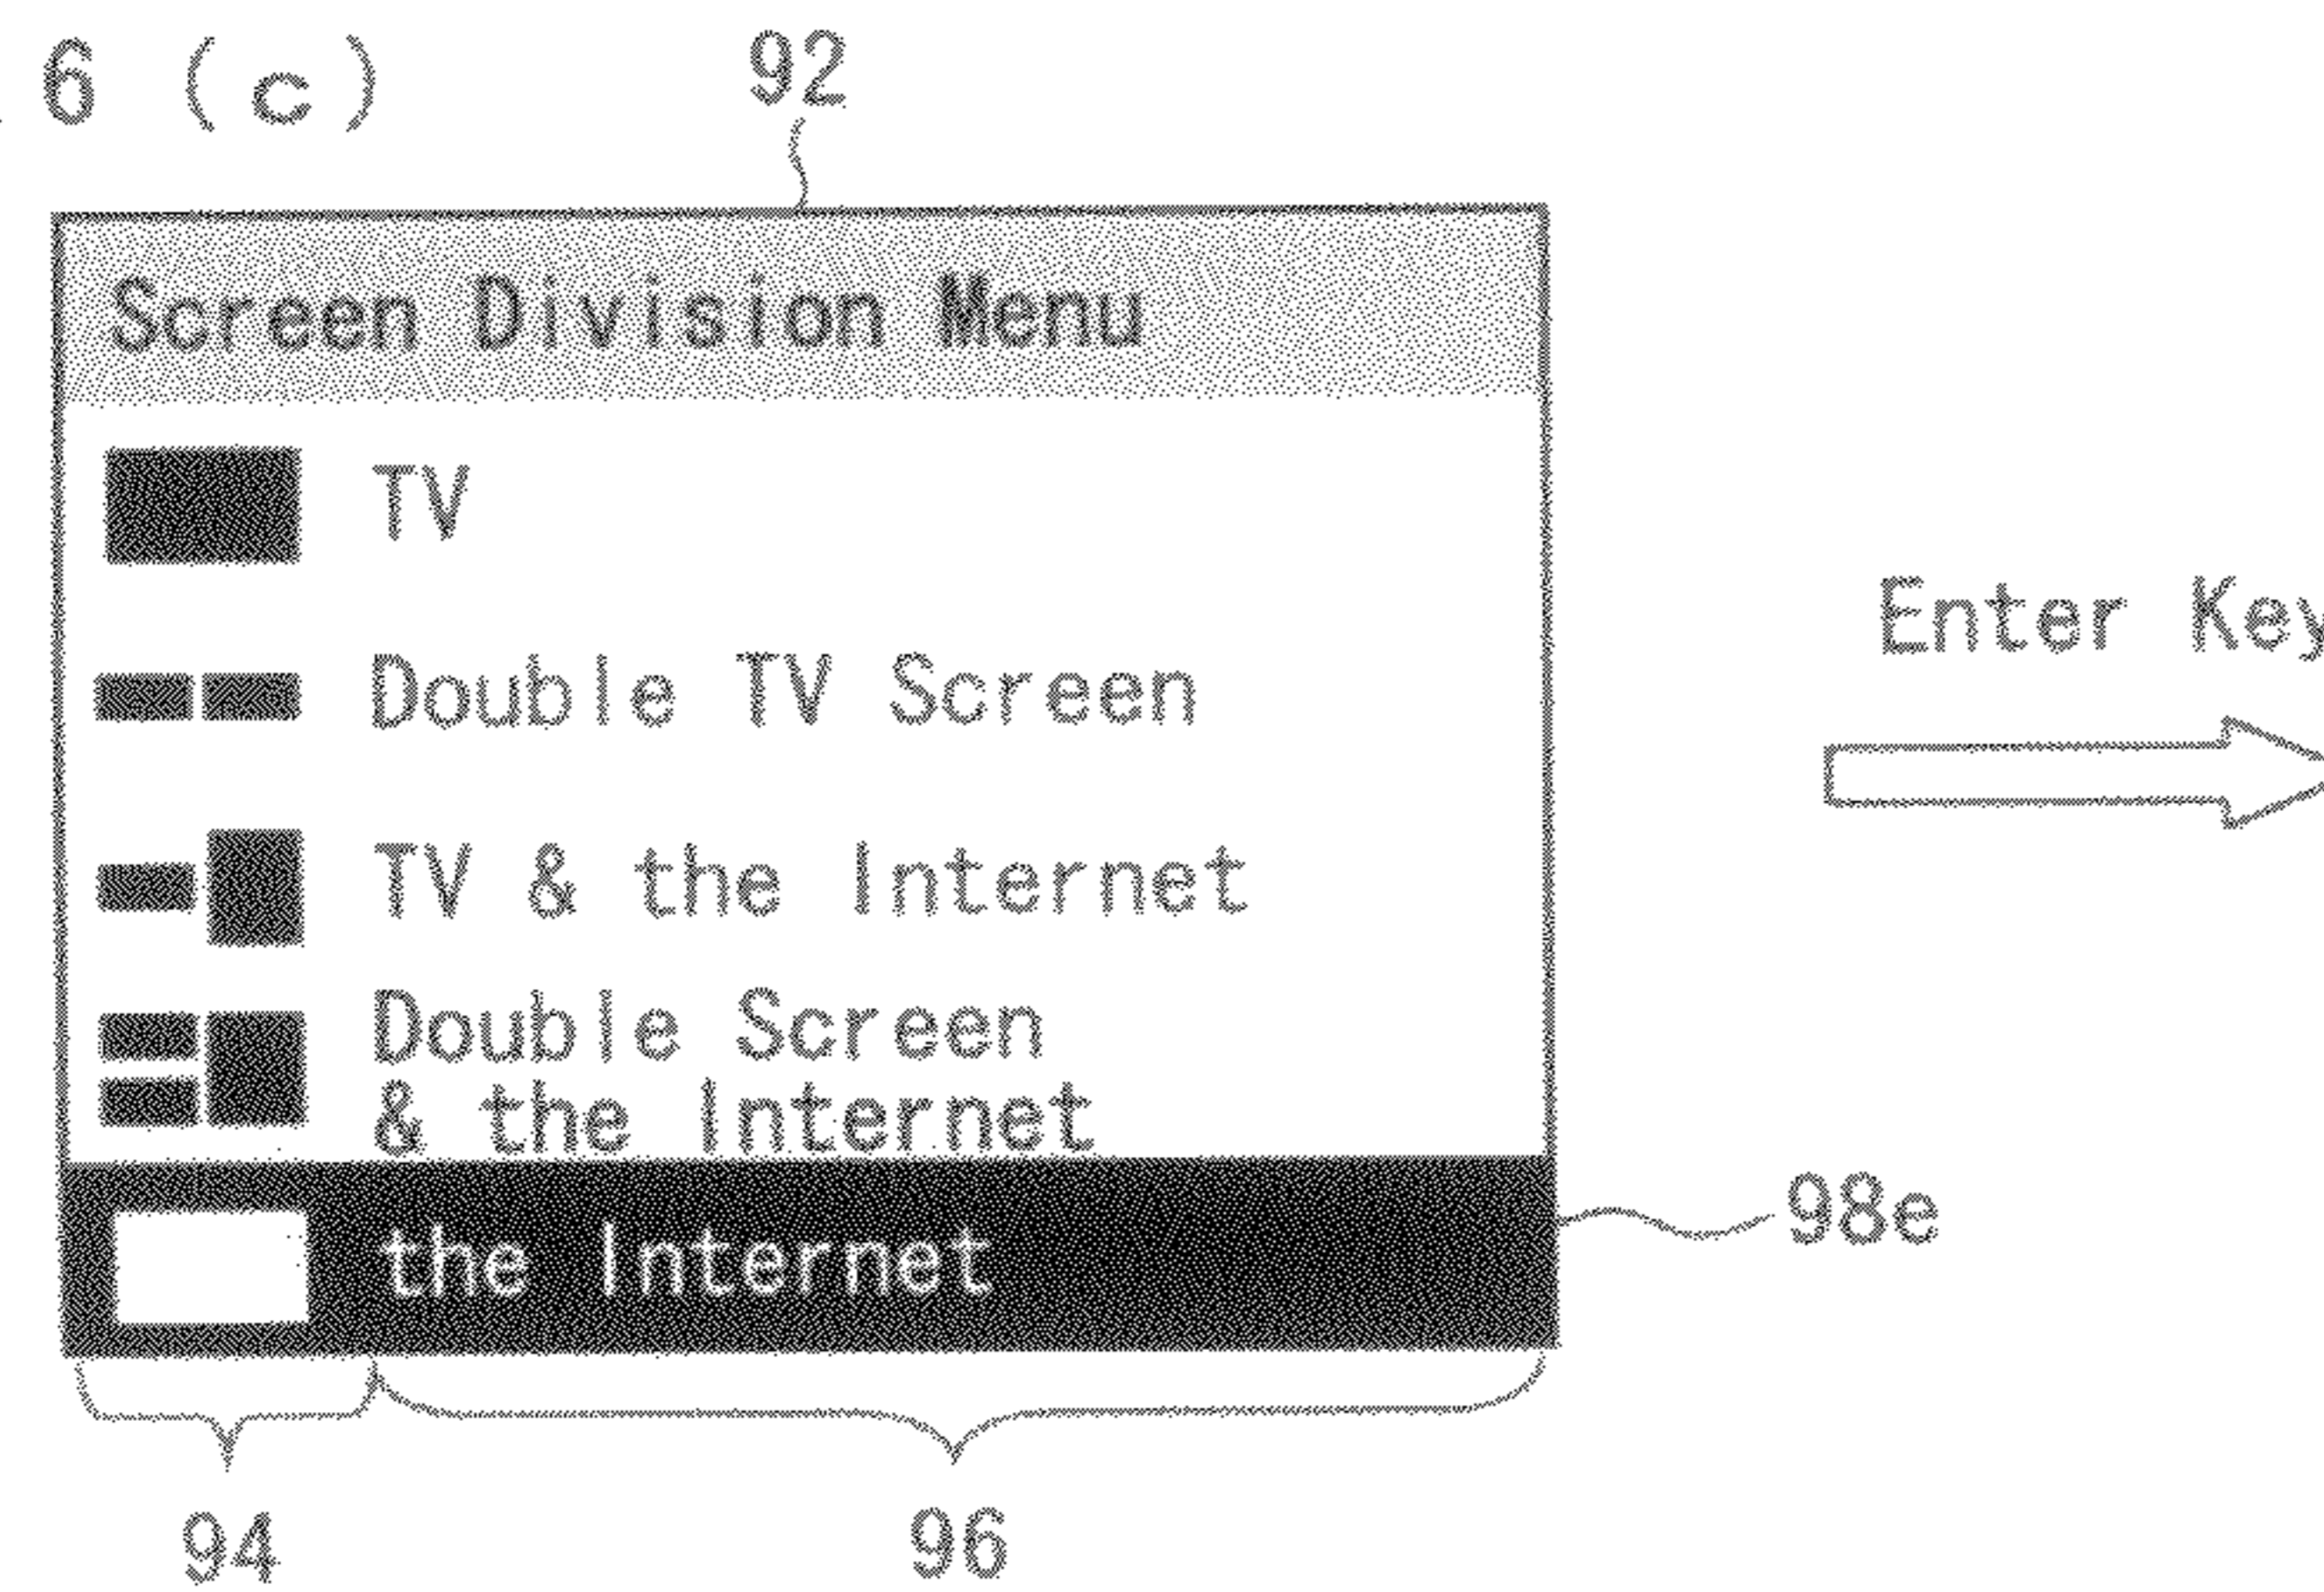 6 (c)
92
Screen Division Menu
TV
Double TV Screen
TV & the Internet
Double Screen
& the Internet
the Internet
Enter Key
98e
94
96